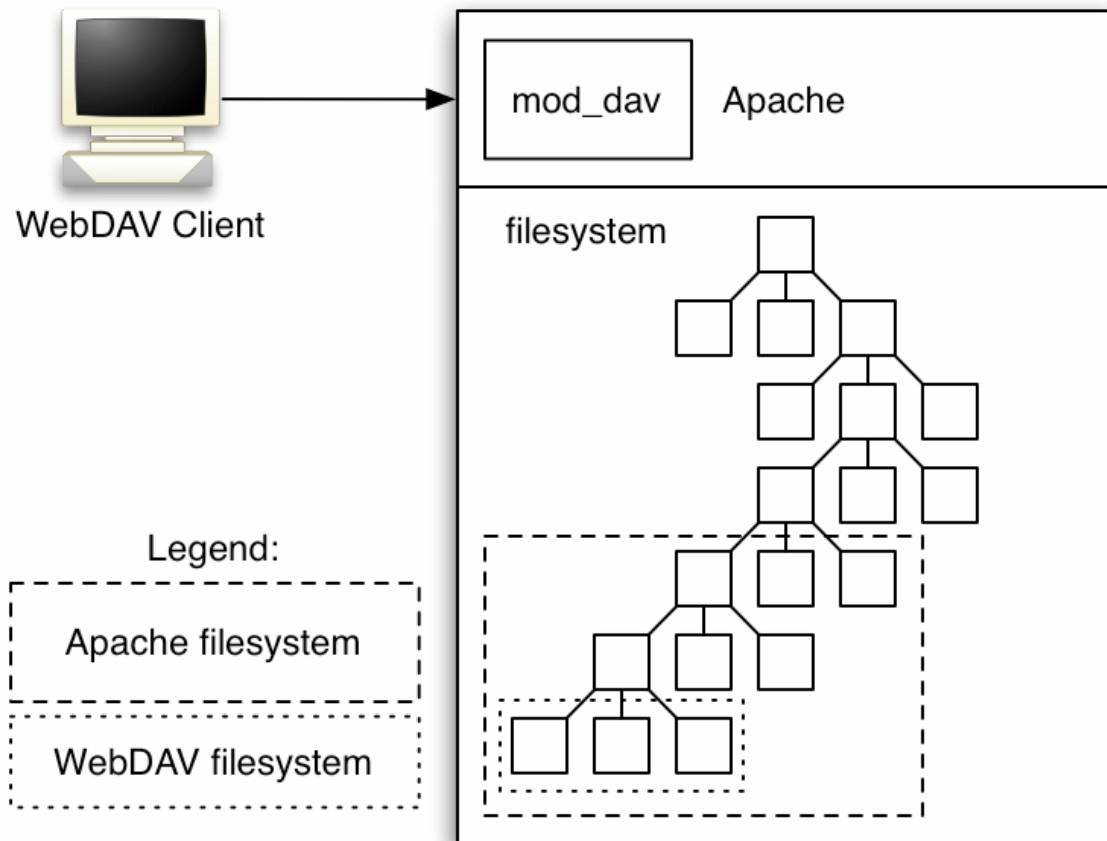 mod_dav
Apache
WebDAV Client
filesystem
Legend:
Apache filesystem
WebDAV filesystem